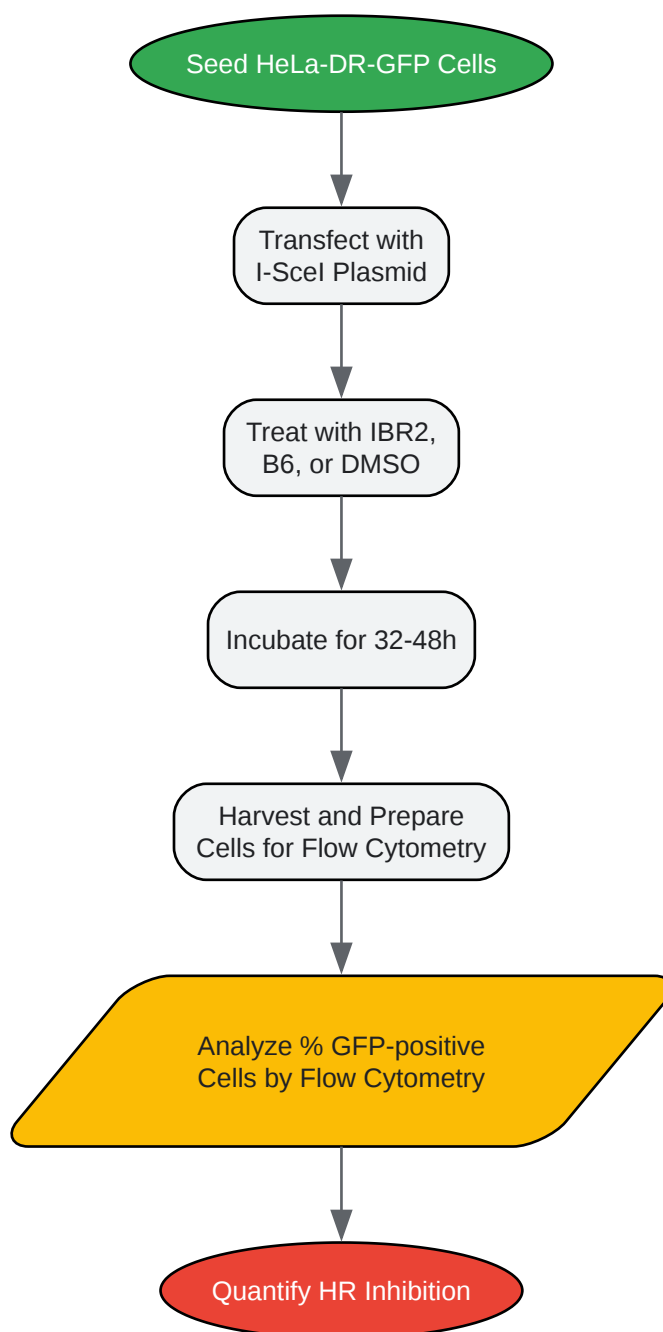 Seed HeLa-DR-GFP Cells
Transfect with
I-SceI Plasmid
Treat with IBR2,
B6, or DMSO
Incubate for 32-48h
Harvest and Prepare
Cells for Flow Cytometry
Analyze % GFP-positive
Cells by Flow Cytometry
Quantify HR Inhibition